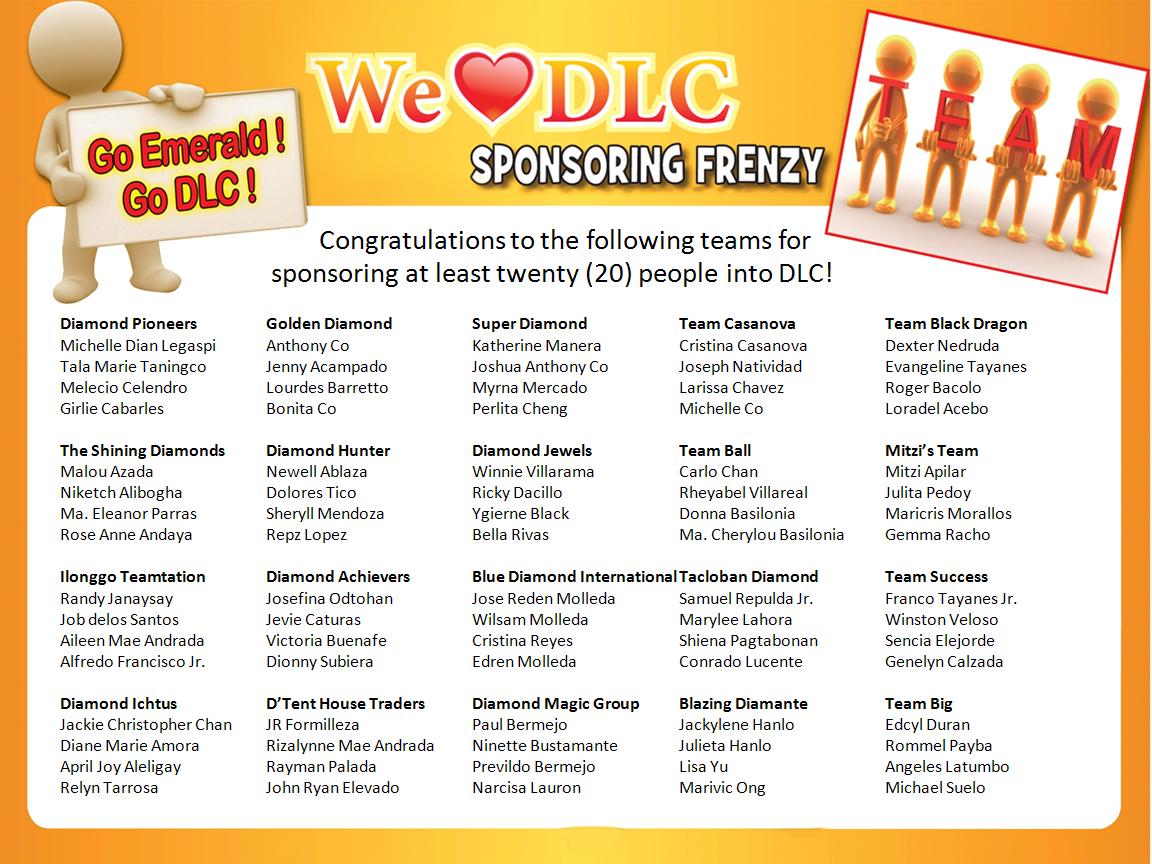 We ❤ DLC
SPONSORING FRENZY
Go Emerald !
Go DLC !
TEAM
Congratulations to the following teams for
sponsoring at least twenty (20) people into DLC!
Diamond Pioneers
Michelle Dian Legaspi
Tala Marie Taningco
Melecio Celendro
Girlie Cabarles
Golden Diamond
Anthony Co
Jenny Acampado
Lourdes Barretto
Bonita Co
Super Diamond
Katherine Manera
Joshua Anthony Co
Myrna Mercado
Perlita Cheng
Team Casanova
Cristina Casanova
Joseph Natividad
Larissa Chavez
Michelle Co
Team Black Dragon
Dexter Nedruda
Evangeline Tayanes
Roger Bacolo
Loradel Acebo
The Shining Diamonds
Malou Azada
Niketch Alibogha
Ma. Eleanor Parras
Rose Anne Andaya
Diamond Hunter
Newell Ablaza
Dolores Tico
Sheryll Mendoza
Repz Lopez
Diamond Jewels
Winnie Villarama
Ricky Dacillo
Ygierne Black
Bella Rivas
Team Ball
Carlo Chan
Rheyabel Villareal
Donna Basilonia
Ma. Cherylou Basilonia
Mitzi’s Team
Mitzi Apilar
Julita Pedoy
Maricris Morallos
Gemma Racho
Ilonggo Teamtation
Randy Janaysay
Job delos Santos
Aileen Mae Andrada
Alfredo Francisco Jr.
Diamond Achievers
Josefina Odtohan
Jevie Caturas
Victoria Buenafe
Dionny Subiera
Blue Diamond International
Jose Reden Molleda
Wilsam Molleda
Cristina Reyes
Edren Molleda
Tacloban Diamond
Samuel Repulda Jr.
Marylee Lahora
Shiena Pagtabonan
Conrado Lucente
Team Success
Franco Tayanes Jr.
Winston Veloso
Sencia Elejorde
Genelyn Calzada
Diamond Ichtus
Jackie Christopher Chan
Diane Marie Amora
April Joy Aleligay
Relyn Tarrosa
D’Tent House Traders
JR Formilleza
Rizalynne Mae Andrada
Rayman Palada
John Ryan Elevado
Diamond Magic Group
Paul Bermejo
Ninette Bustamante
Previldo Bermejo
Narcisa Lauron
Blazing Diamante
Jackylene Hanlo
Julieta Hanlo
Lisa Yu
Marivic Ong
Team Big
Edcyl Duran
Rommel Payba
Angeles Latumbo
Michael Suelo